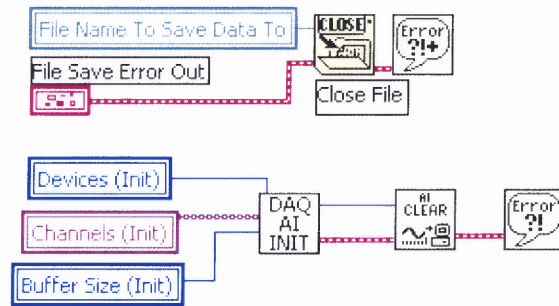 File Name To Save Data To
CLOSE
Error
?!+
File Save Error Out
Close File
Devices (Init)
Channels (Init)
Buffer Size (Init)
DAQ
AI
INIT
AI
CLEAR
Error
?!